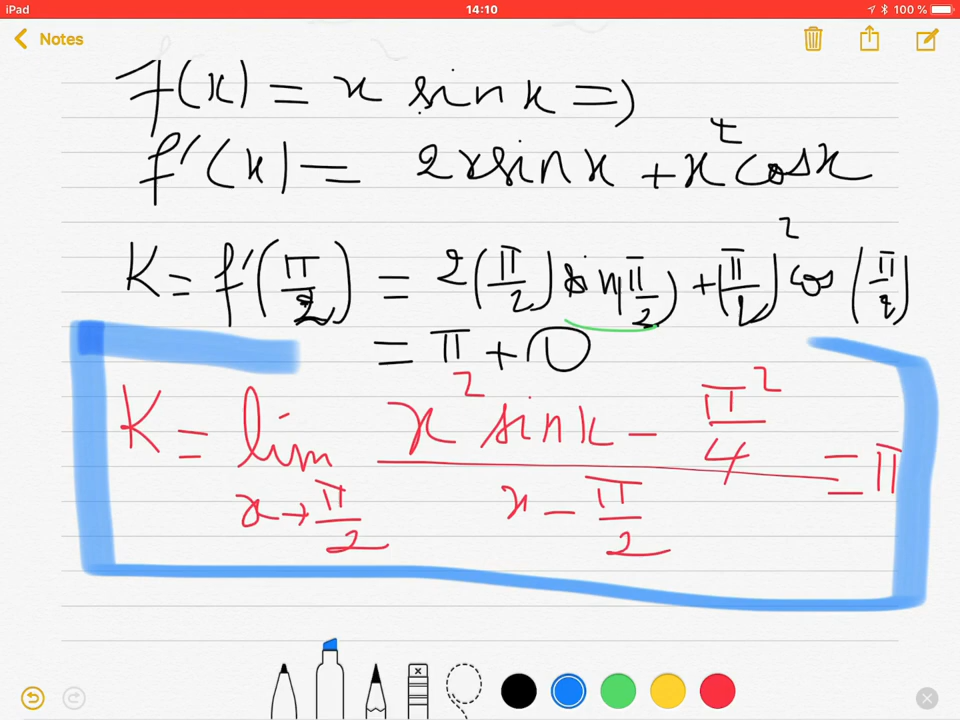 iPad 14:10 100 %
Notes
f(x) = x sin x =>
f'(x) = 2x sin x + x² cos x
K = f'(π/2) = 2(π/2) sin(π/2) + (π/2)² cos(π/2)
= π + 0
K = lim x→π/2 (x² sin x − π²/4)/(x − π/2) = π